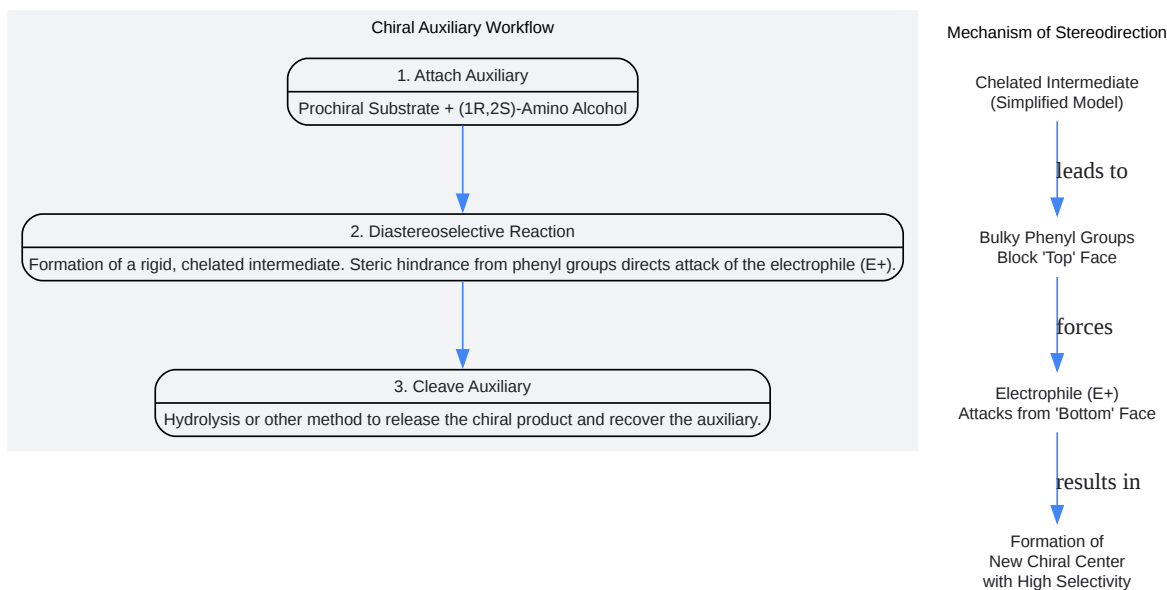 Chiral Auxiliary Workflow
1. Attach Auxiliary
Prochiral Substrate + (1R,2S)-Amino Alcohol
2. Diastereoselective Reaction
Formation of a rigid, chelated intermediate. Steric hindrance from phenyl groups directs attack of the electrophile (E+).
3. Cleave Auxiliary
Hydrolysis or other method to release the chiral product and recover the auxiliary.
Mechanism of Stereodirection
Chelated Intermediate
(Simplified Model)
leads to
Bulky Phenyl Groups
Block 'Top' Face
forces
Electrophile (E+)
Attacks from 'Bottom' Face
results in
Formation of
New Chiral Center
with High Selectivity